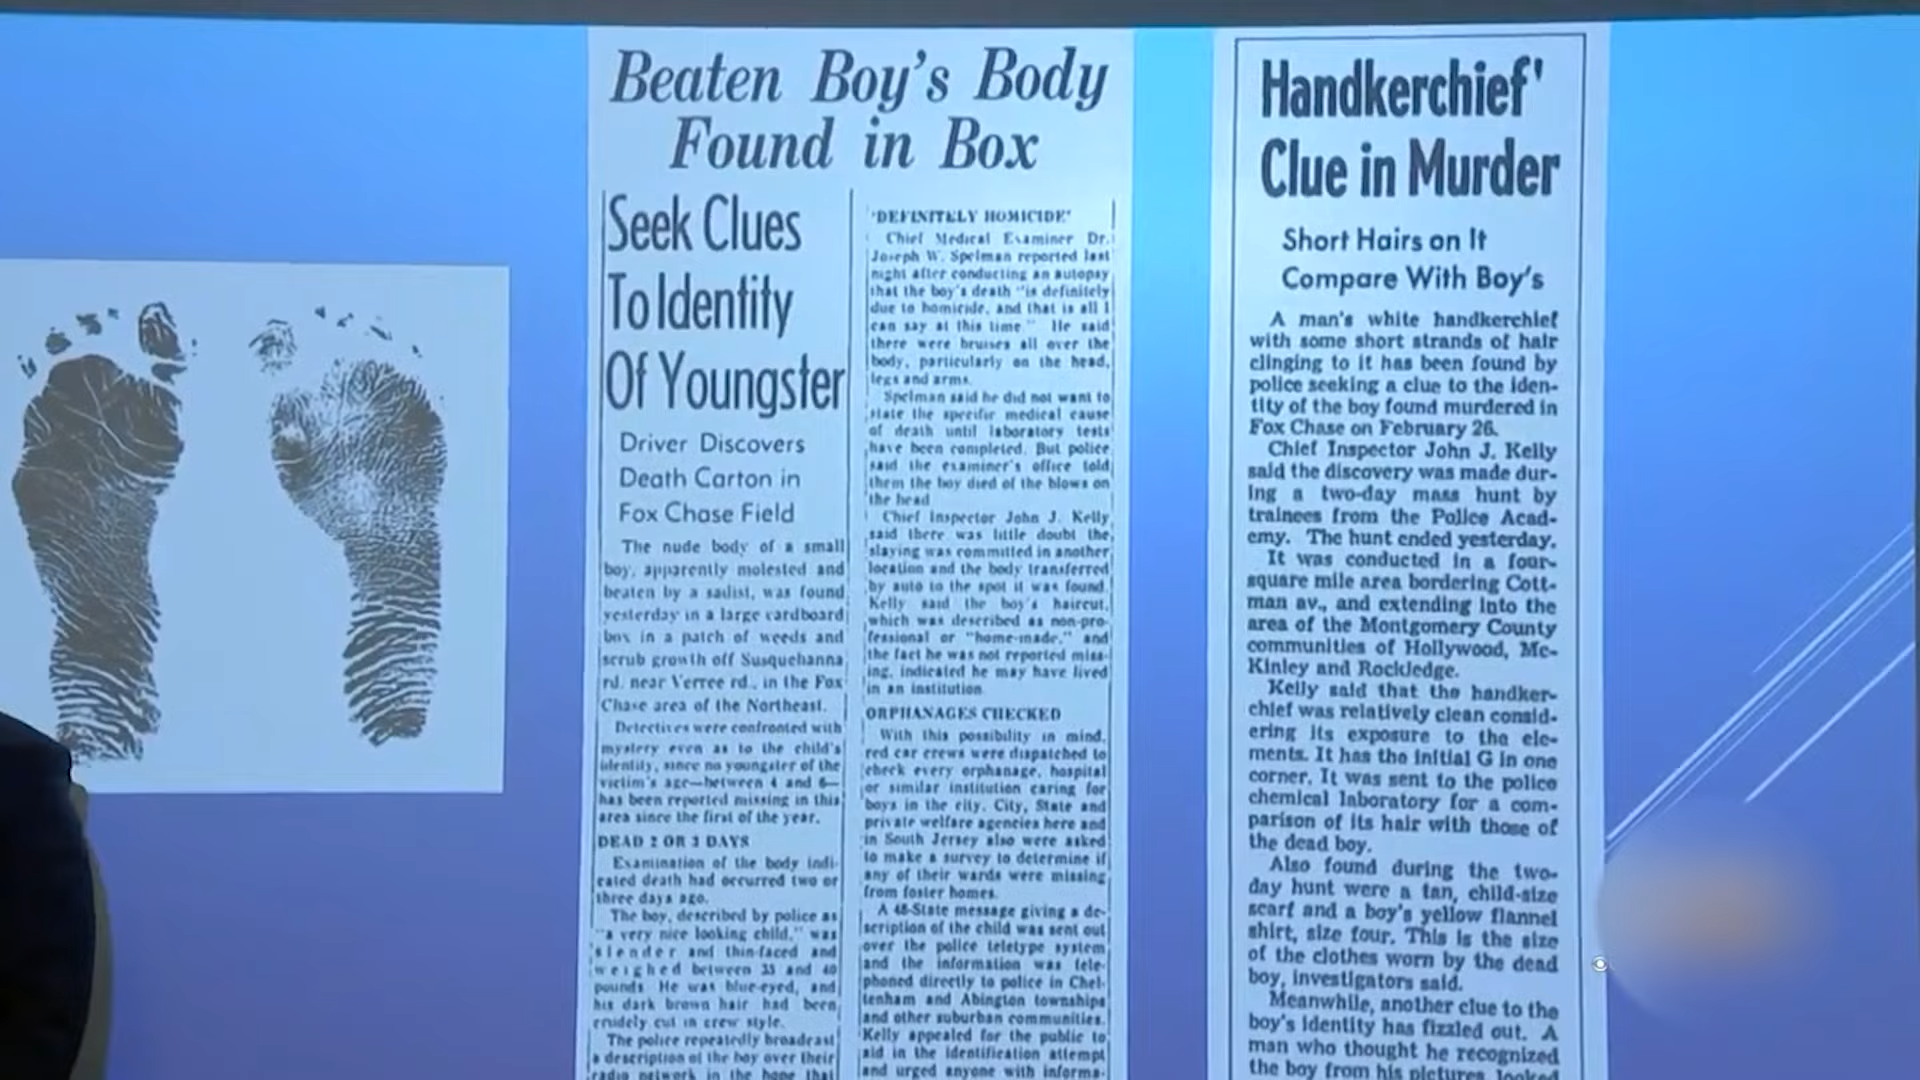 Beaten Boy's Body
Found in Box
Seek Clues
To Identity
Of Youngster
Driver Discovers
Death Carton in
Fox Chase Field
The nude body of a small
boy, apparently molested and
beaten by a sadist, was found
yesterday in a large cardboard
box in a patch of weeds and
scrub growth off Susquehanna
rd. near Verree rd., in the Fox
Chase area of the Northeast.
Detectives were confronted with
mystery even as to the child's
identity, since no youngster of the
victim's age—between 4 and 6—
has been reported missing in this
area since the first of the year.
DEAD 2 OR 3 DAYS
Examination of the body indi-
cated death had occurred two or
three days ago.
The boy, described by police as
"a very nice looking child," was
slender and thin-faced and
weighed between 35 and 40
pounds. He was blue-eyed, and
his dark brown hair had been
crudely cut in crew style.
The police repeatedly broadcast
a description of the boy over their
radio network in the hope that
'DEFINITELY HOMICIDE'
Chief Medical Examiner Dr.
Joseph W. Spelman reported last
night after conducting an autopsy
that the boy's death "is definitely
due to homicide, and that is all I
can say at this time." He said
there were bruises all over the
body, particularly on the head,
legs and arms.
Spelman said he did not want to
state the specific medical cause
of death until laboratory tests
have been completed. But police
said the examiner's office told
them the boy died of the blows on
the head
Chief Inspector John J. Kelly
said there was little doubt the
slaying was committed in another
location and the body transferred
by auto to the spot it was found.
Kelly said the boy's haircut,
which was described as non-pro-
fessional or "home-made," and
the fact he was not reported miss-
ing, indicated he may have lived
in an institution.
ORPHANAGES CHECKED
With this possibility in mind,
red car crews were dispatched to
check every orphanage, hospital
or similar institution caring for
boys in the city. City, State and
private welfare agencies here and
in South Jersey also were asked
to make a survey to determine if
any of their wards were missing
from foster homes.
A 48-State message giving a de-
scription of the child was sent out
over the police teletype system
and the information was tele-
phoned directly to police in Chel-
tenham and Abington townships
and other suburban communities.
Kelly appealed for the public to
aid in the identification attempt
and urged anyone with informa-
Handkerchief'
Clue in Murder
Short Hairs on It
Compare With Boy's
A man's white handkerchief
with some short strands of hair
clinging to it has been found by
police seeking a clue to the iden-
tity of the boy found murdered in
Fox Chase on February 26.
Chief Inspector John J. Kelly
said the discovery was made dur-
ing a two-day mass hunt by
trainees from the Police Acad-
emy. The hunt ended yesterday.
It was conducted in a four-
square mile area bordering Cott-
man av., and extending into the
area of the Montgomery County
communities of Hollywood, Mc-
Kinley and Rockledge.
Kelly said that the handker-
chief was relatively clean consid-
ering its exposure to the ele-
ments. It has the initial G in one
corner. It was sent to the police
chemical laboratory for a com-
parison of its hair with those of
the dead boy.
Also found during the two-
day hunt were a tan, child-size
scarf and a boy's yellow flannel
shirt, size four. This is the size
of the clothes worn by the dead
boy, investigators said.
Meanwhile, another clue to the
boy's identity has fizzled out. A
man who thought he recognized
the boy from his pictures looked